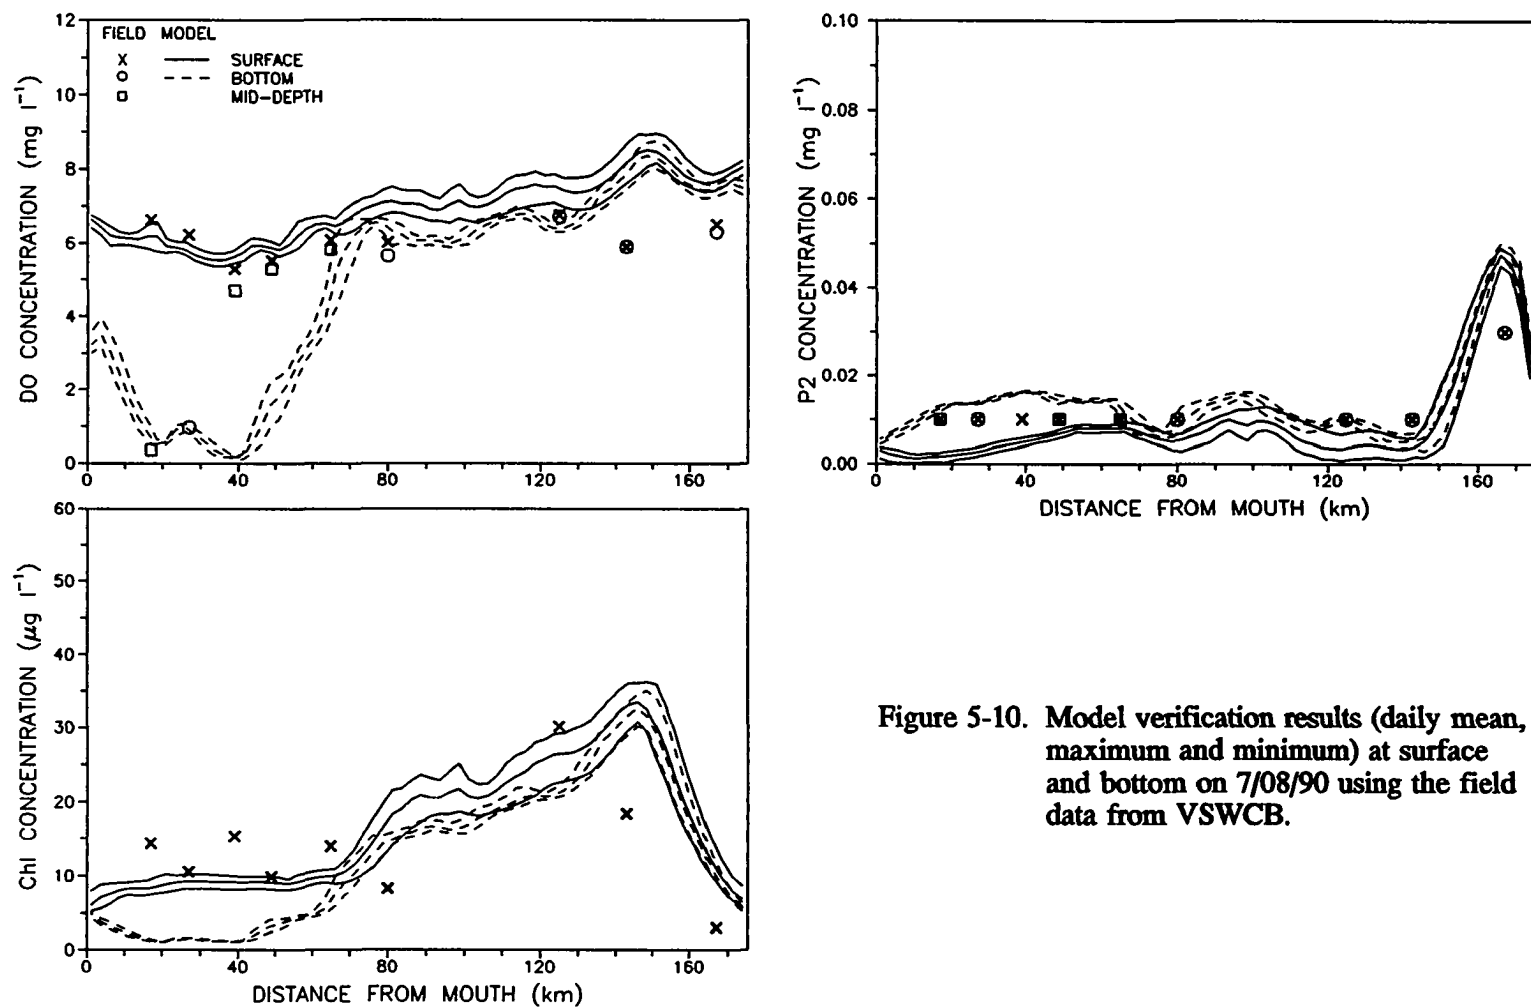 12
10
8
6
4
2
0
DO CONCENTRATION (mg l⁻¹)
FIELD MODEL
x SURFACE
o BOTTOM
□ MID-DEPTH
0 40 80 120 160
0.10
0.08
0.06
0.04
0.02
0.00
P2 CONCENTRATION (mg l⁻¹)
0 40 80 120 160
DISTANCE FROM MOUTH (km)
60
50
40
30
20
10
0
Chl CONCENTRATION (μg l⁻¹)
0 40 80 120 160
DISTANCE FROM MOUTH (km)
Figure 5-10. Model verification results (daily mean,
maximum and minimum) at surface
and bottom on 7/08/90 using the field
data from VSWCB.